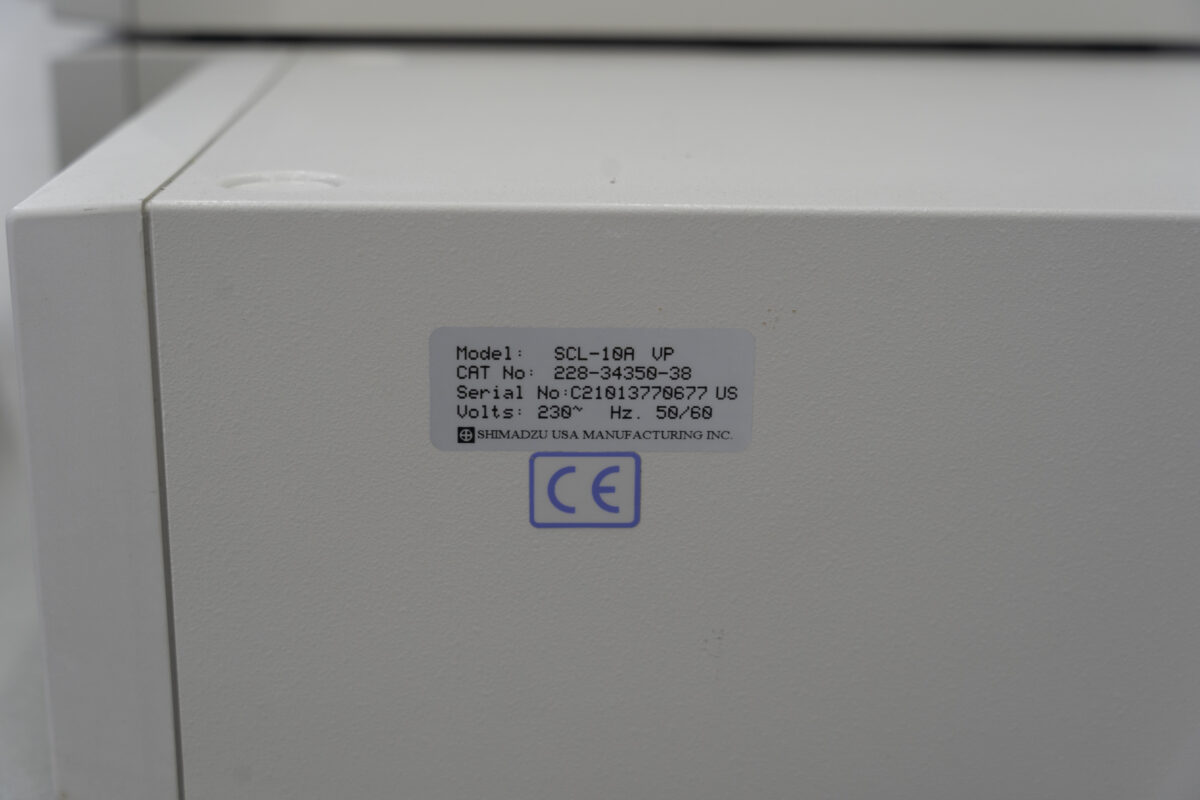 Model: SCL-10A VP
CAT No: 228-34350-38
Serial No:C21013770677 US
Volts: 230~ Hz. 50/60
SHIMADZU USA MANUFACTURING INC.
CE